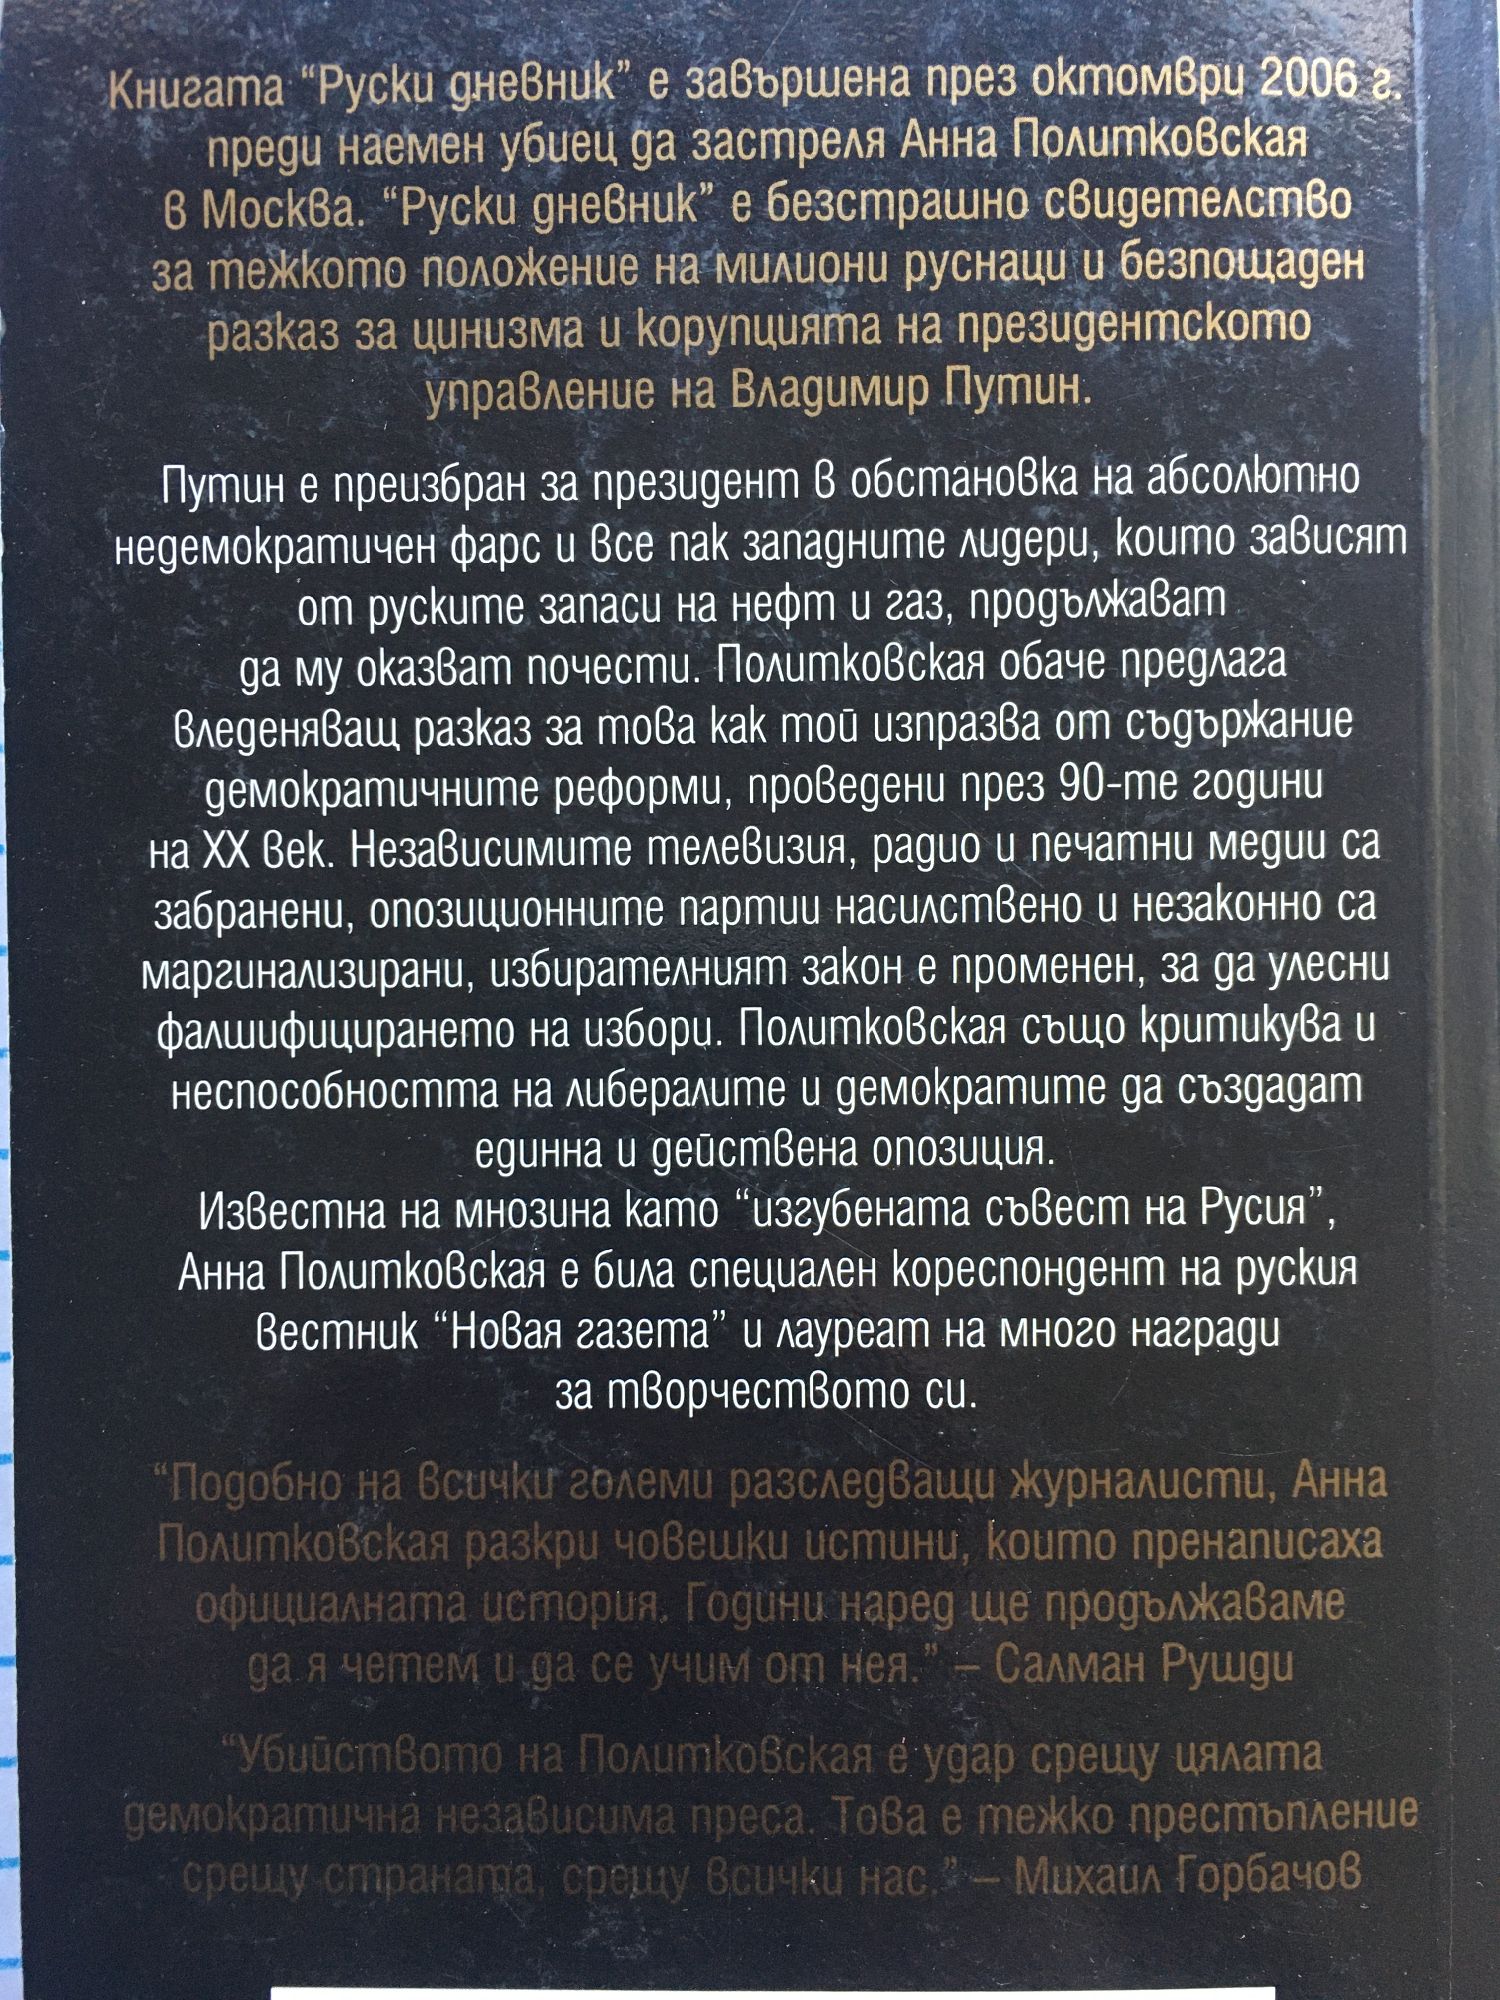 Книгата “Руски дневник” е завършена през октомври 2006 г.
преди наемен убиец да застреля Анна Политковская
в Москва. “Руски дневник” е безстрашно свидетелство
за тежкото положение на милиони руснаци и безпощаден
разказ за цинизма и корупцията на президентското
управление на Владимир Путин.
Путин е преизбран за президент в обстановка на абсолютно
недемократичен фарс и все пак западните лидери, които зависят
от руските запаси на нефт и газ, продължават
да му оказват почести. Политковская обаче предлага
вледеняващ разказ за това как той изпразва от съдържание
демократичните реформи, проведени през 90-те години
на XX век. Независимите телевизия, радио и печатни медии са
забранени, опозиционните партии насилствено и незаконно са
маргинализирани, избирателният закон е променен, за да улесни
фалшифицирането на избори. Политковская също критикува и
неспособността на либералите и демократите да създадат
единна и действена опозиция.
Известна на мнозина като “изгубената съвест на Русия”,
Анна Политковская е била специален кореспондент на руския
вестник “Новая газета” и лауреат на много награди
за творчеството си.
“Подобно на всички големи разследващи журналисти, Анна
Политковская разкри човешки истини, които пренаписаха
официалната история. Години наред ще продължаваме
да я четем и да се учим от нея.” – Салман Рушди
“Убийството на Политковская е удар срещу цялата
демократична независима преса. Това е тежко престъпление
срещу страната, срещу всички нас.” – Михаил Горбачов